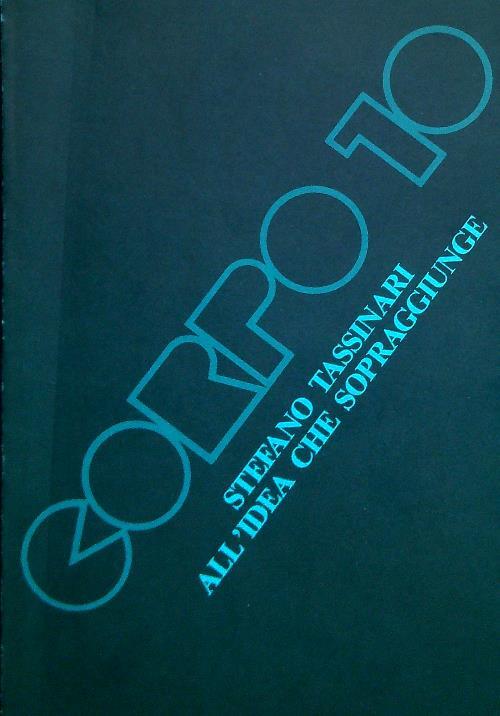 CORPO 10
STEFANO TASSINARI
ALL'IDEA CHE SOPRAGGIUNGE